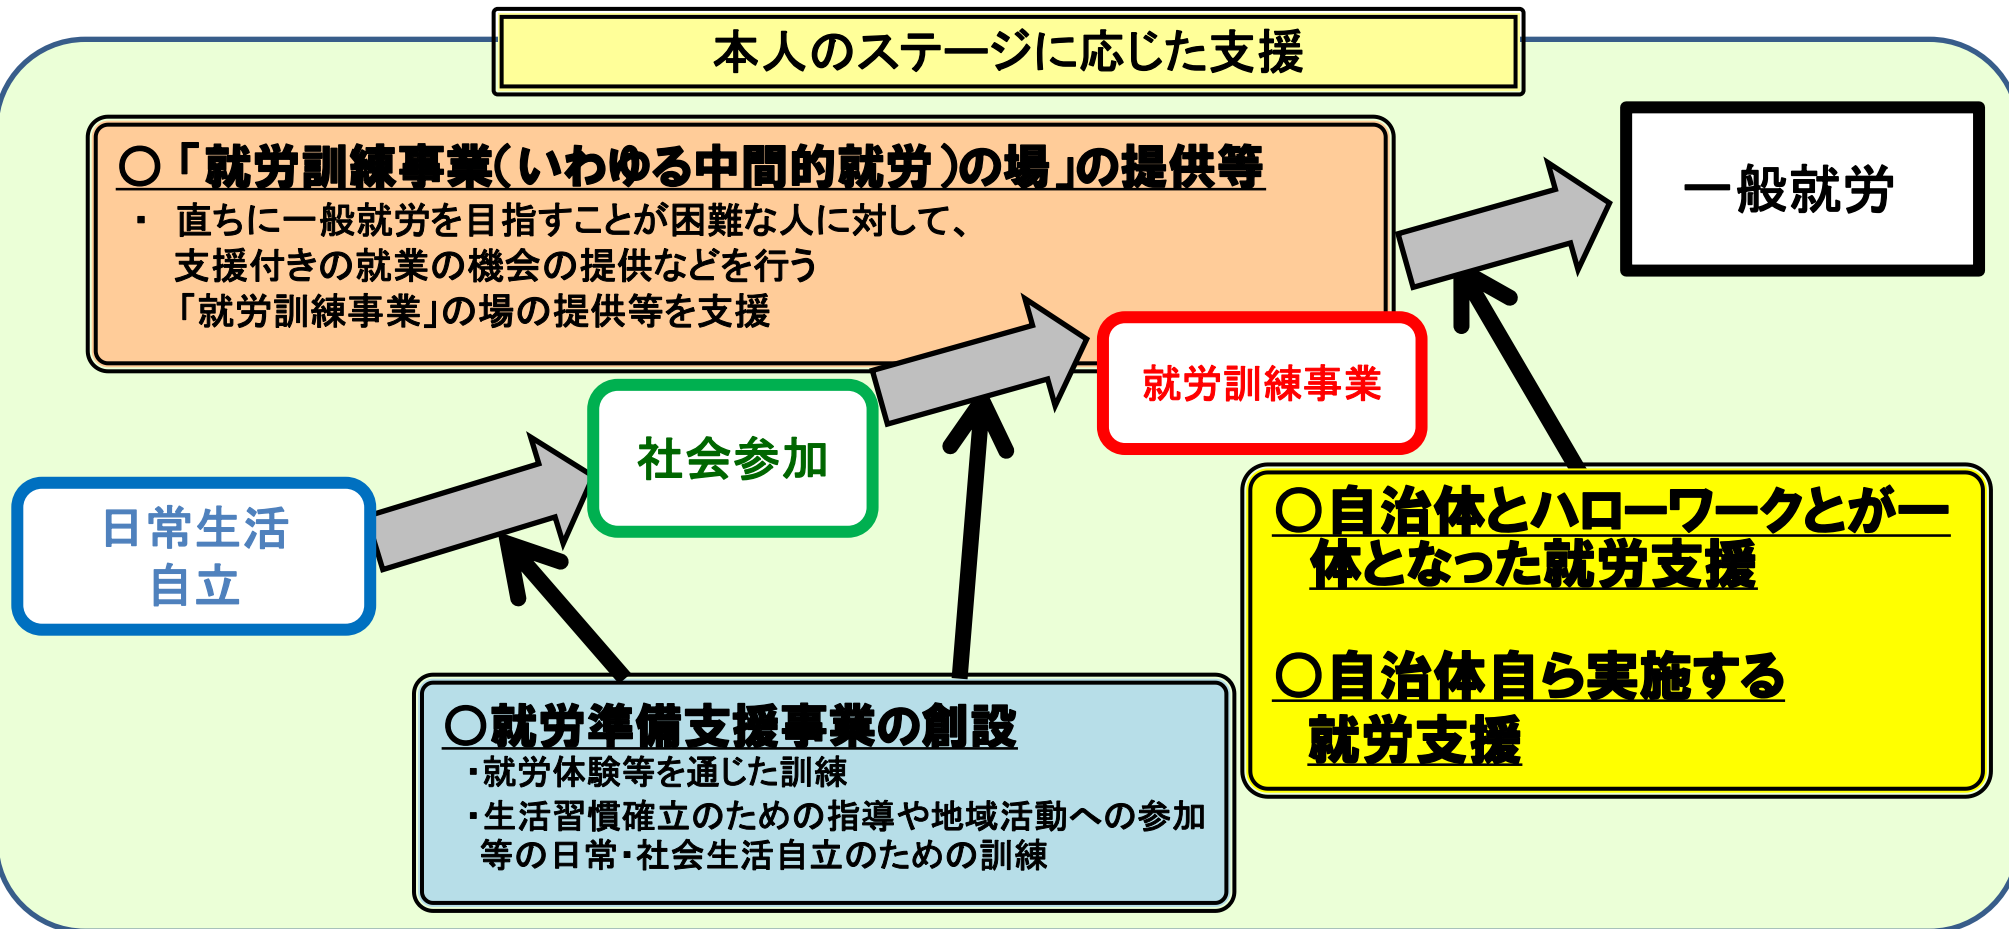 本人のステージに応じた支援
○「就労訓練事業(いわゆる中間的就労)の場」の提供等
・ 直ちに一般就労を目指すことが困難な人に対して、
支援付きの就業の機会の提供などを行う
「就労訓練事業」の場の提供等を支援
一般就労
就労訓練事業
社会参加
日常生活
自立
○自治体とハローワークとが一
体となった就労支援
○自治体自ら実施する
就労支援
○就労準備支援事業の創設
・就労体験等を通じた訓練
・生活習慣確立のための指導や地域活動への参加
等の日常・社会生活自立のための訓練